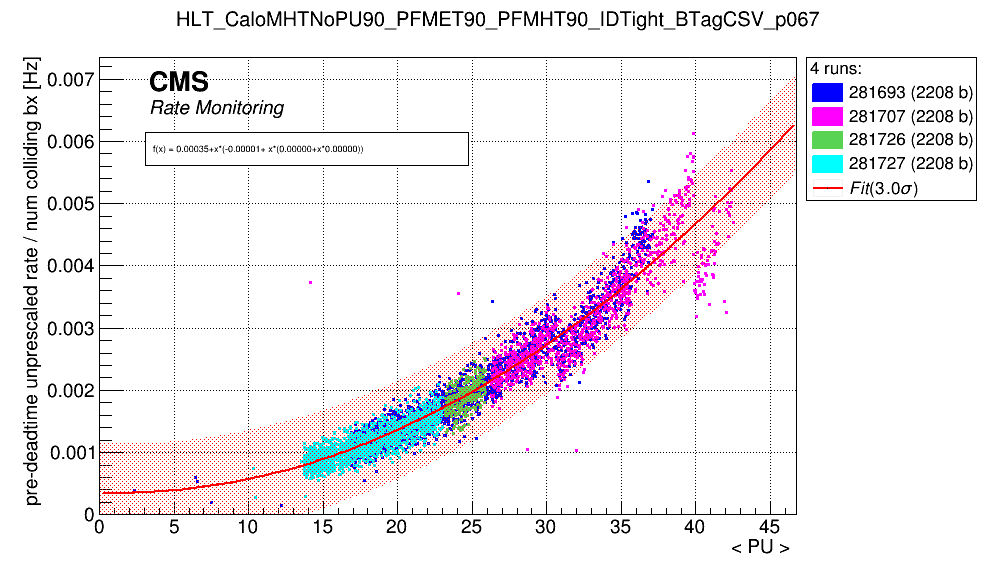 HLT_CaloMHTNoPU90_PFMET90_PFMHT90_IDTight_BTagCSV_p067
pre-deadtime unprescaled rate / num colliding bx [Hz]
0.007
0.006
0.005
0.004
0.003
0.002
0.001
0
CMS
Rate Monitoring
f(x) = 0.00035+x*(-0.00001+ x*(0.00000+x*0.00000))
0 5 10 15 20 25 30 35 40 45
< PU >
4 runs:
281693 (2208 b)
281707 (2208 b)
281726 (2208 b)
281727 (2208 b)
Fit(3.0σ)